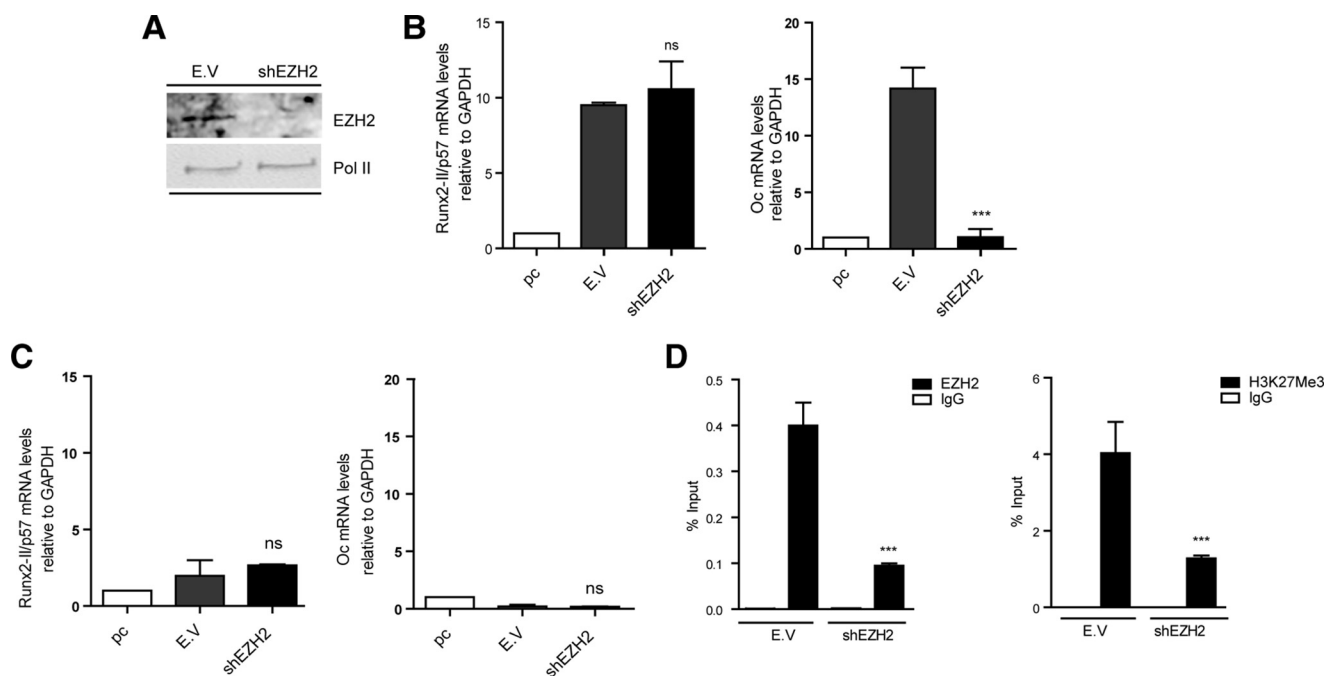 A
E.V shEZH2
EZH2
Pol II
B
Runx2-II/p57 mRNA levels
relative to GAPDH
15
10
5
0
ns
pc
E.V
shEZH2
Oc mRNA levels
relative to GAPDH
20
15
10
5
0
***
pc
E.V
shEZH2
C
Runx2-II/p57 mRNA levels
relative to GAPDH
15
10
5
0
ns
pc
E.V
shEZH2
Oc mRNA levels
relative to GAPDH
20
15
10
5
0
ns
pc
E.V
shEZH2
D
% Input
0.5
0.4
0.3
0.2
0.1
0.0
EZH2
IgG
***
E.V
shEZH2
% Input
6
4
2
0
H3K27Me3
IgG
***
E.V
shEZH2